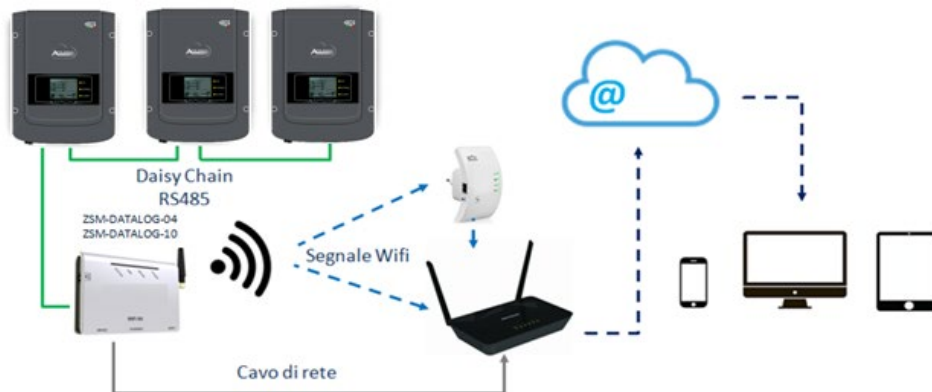 Daisy Chain
RS485
ZSM-DATALOG-04
ZSM-DATALOG-10
Segnale Wifi
Cavo di rete
@